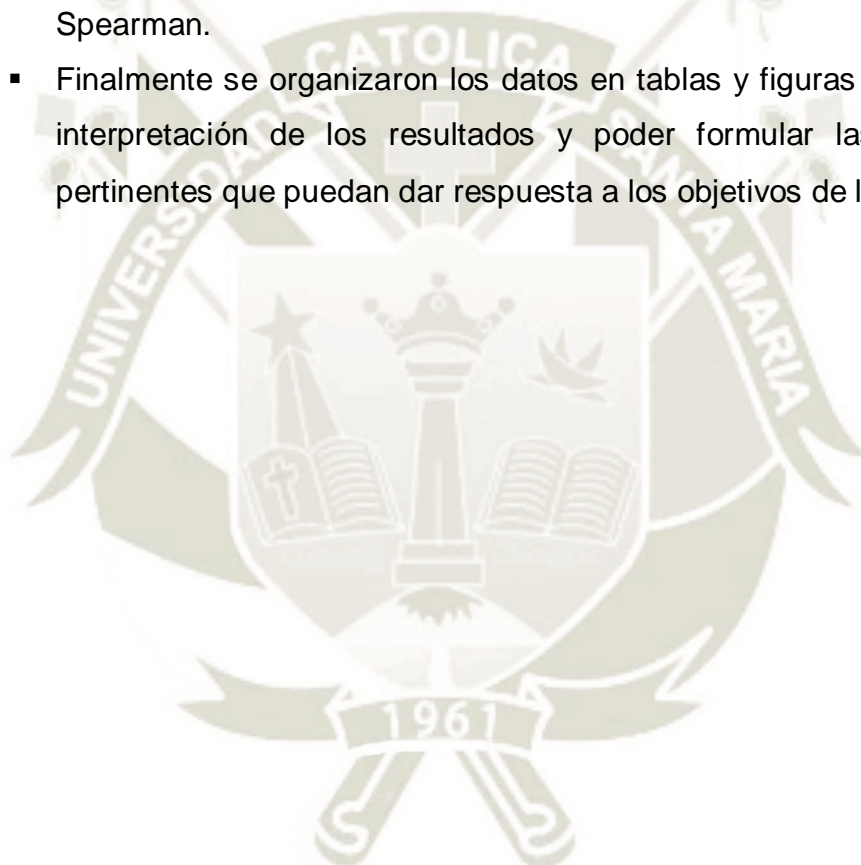 Spearman.
▪ Finalmente se organizaron los datos en tablas y figuras
interpretación de los resultados y poder formular
pertinentes que puedan dar respuesta a los objetivos de
UNIVERSIDAD CATOLICA SANTA MARIA
1961